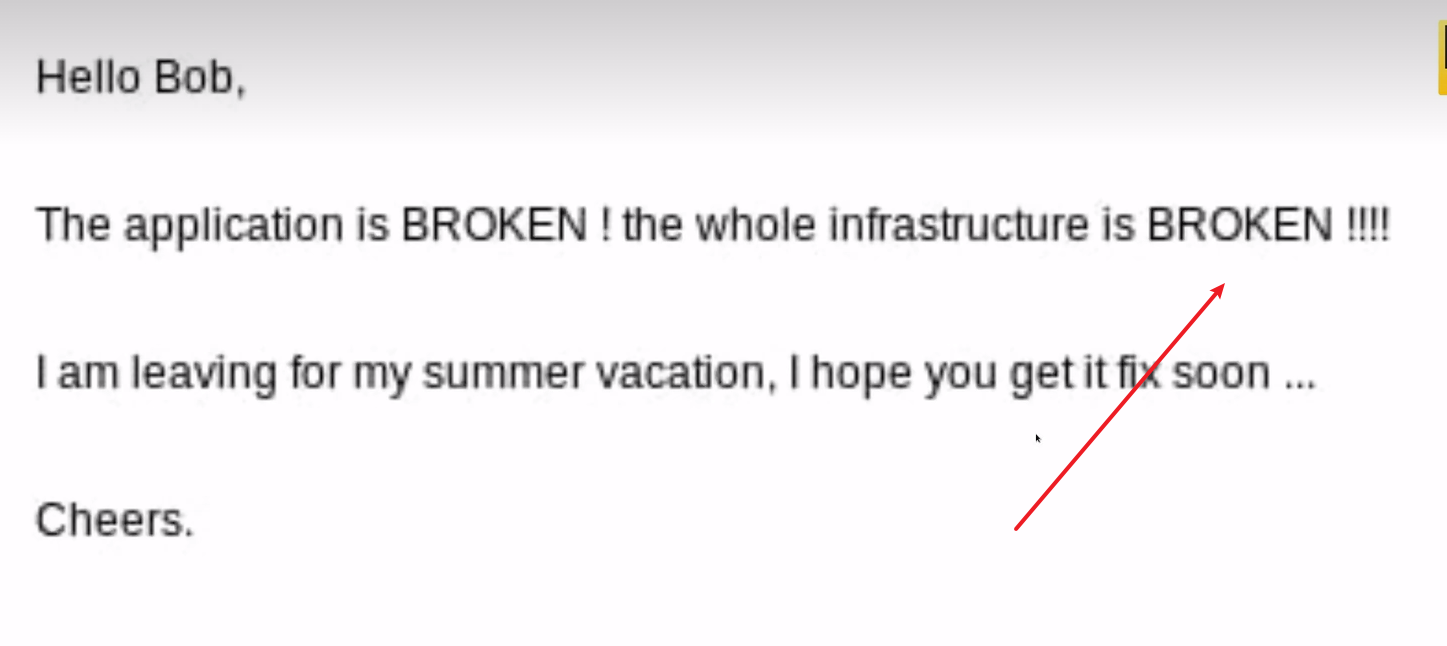 Hello Bob,
The application is BROKEN ! the whole infrastructure is BROKEN !!!!
I am leaving for my summer vacation, I hope you get it fix soon ...
Cheers.